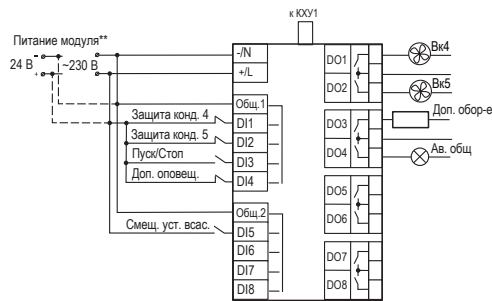 к КХУ1
Питание модуля**
24 В
-
+
~230 В
-/N
+/L
Общ.1
Защита конд. 4
DI1
Защита конд. 5
DI2
Пуск/Стоп
DI3
Доп. оповещ.
DI4
Общ.2
Смещ. уст. всас.
DI5
DI6
DI7
DI8
DO1
Вк4
DO2
Вк5
DO3
Доп. обор-е
DO4
Ав. общ
DO5
DO6
DO7
DO8